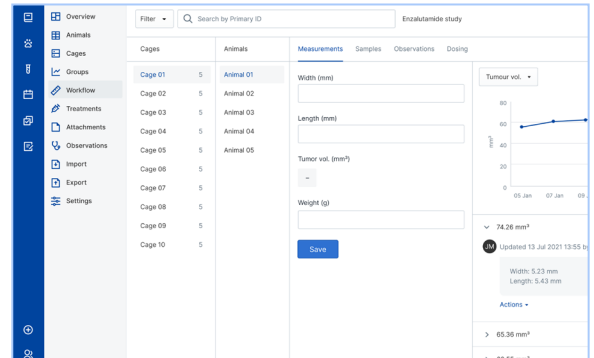 Overview
Animals
Cages
Groups
Workflow
Treatments
Attachments
Observations
Import
Export
Settings
Filter
Search by Primary ID
Enzalutamide study
Cages
Cage 01 5
Cage 02 5
Cage 03 5
Cage 04 5
Cage 05 5
Cage 06 5
Cage 07 5
Cage 08 5
Cage 09 5
Cage 10 5
Animals
Animal 01
Animal 02
Animal 03
Animal 04
Animal 05
Measurements Samples Observations Dosing
Width (mm)
Length (mm)
Tumor vol. (mm³)
–
Weight (g)
Save
Tumour vol.
80
60
40
20
0
mm³
05 Jan 07 Jan 09
74.26 mm³
JM Updated 13 Jul 2021 13:55 by
Width: 5.23 mm
Length: 5.43 mm
Actions
65.36 mm³